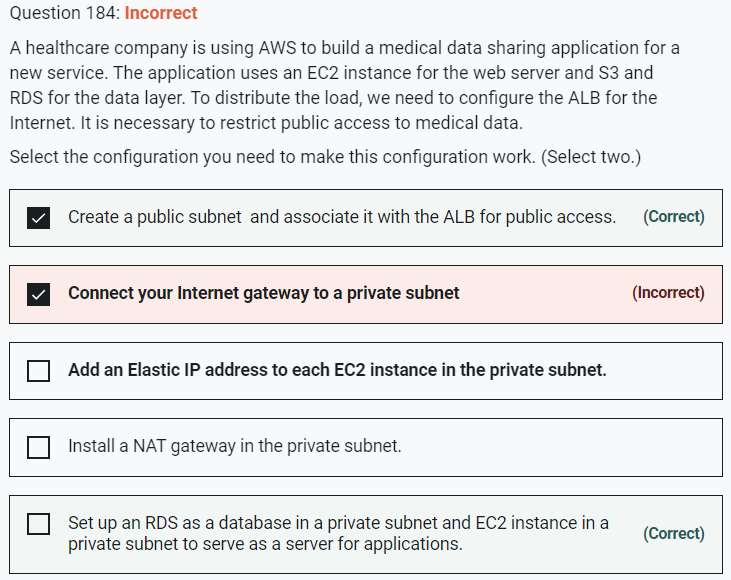 Question 184: Incorrect
A healthcare company is using AWS to build a medical data sharing application for a
new service. The application uses an EC2 instance for the web server and S3 and
RDS for the data layer. To distribute the load, we need to configure the ALB for the
Internet. It is necessary to restrict public access to medical data.
Select the configuration you need to make this configuration work. (Select two.)
Create a public subnet  and associate it with the ALB for public access. (Correct)
Connect your Internet gateway to a private subnet (Incorrect)
Add an Elastic IP address to each EC2 instance in the private subnet.
Install a NAT gateway in the private subnet.
Set up an RDS as a database in a private subnet and EC2 instance in a
private subnet to serve as a server for applications.
(Correct)